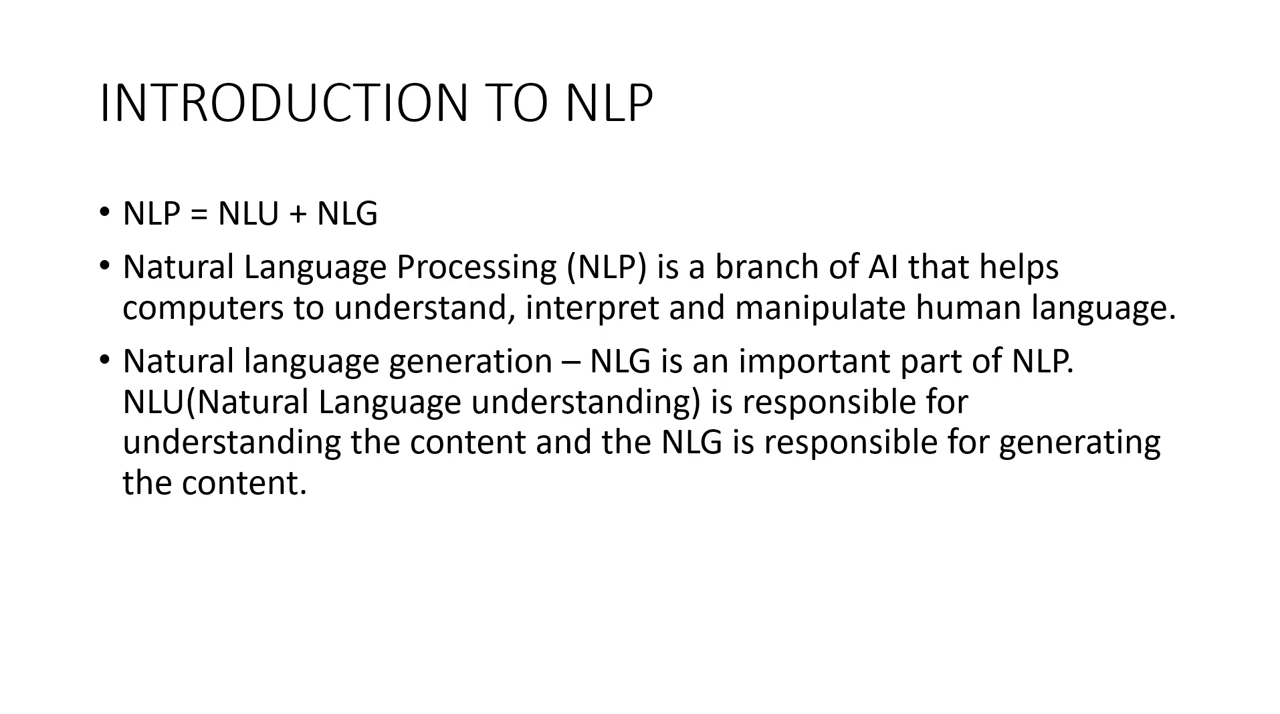 INTRODUCTION TO NLP
• NLP = NLU + NLG
• Natural Language Processing (NLP) is a branch of AI that helps
computers to understand, interpret and manipulate human language.
• Natural language generation – NLG is an important part of NLP.
NLU(Natural Language understanding) is responsible for
understanding the content and the NLG is responsible for generating
the content.